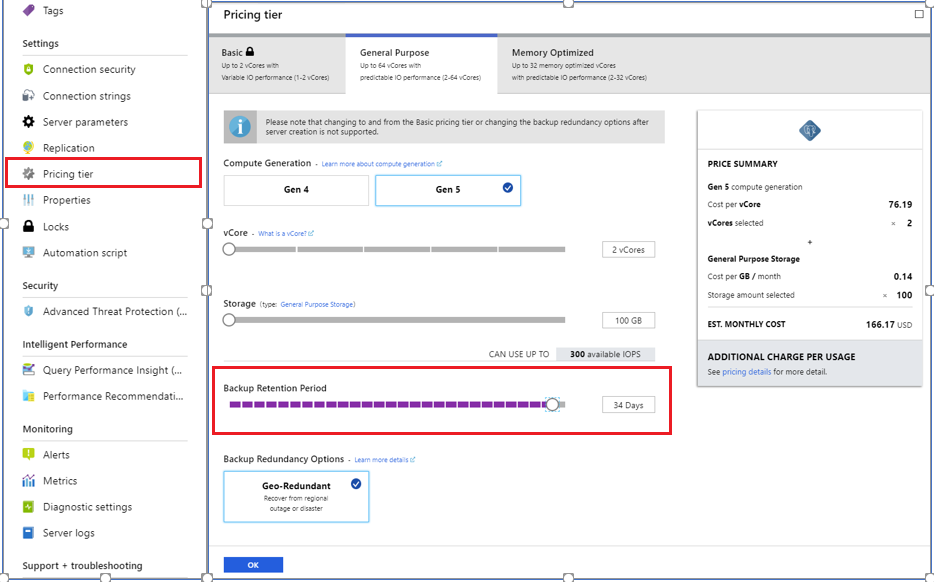 Tags
Settings
Connection security
Connection strings
Server parameters
Replication
Pricing tier
Properties
Locks
Automation script
Security
Advanced Threat Protection (...
Intelligent Performance
Query Performance Insight (...
Performance Recommendati...
Monitoring
Alerts
Metrics
Diagnostic settings
Server logs
Support + troubleshooting
Pricing tier
Basic
Up to 2 vCores with
Variable IO performance (1-2 vCores)
General Purpose
Up to 64 vCores with
predictable IO performance (2-64 vCores)
Memory Optimized
Up to 32 memory optimized vCores
with predictable IO performance (2-32 vCores)
Please note that changing to and from the Basic pricing tier or changing the backup redundancy options after
server creation is not supported.
Compute Generation - Learn more about compute generation
Gen 4
Gen 5
vCore - What is a vCore?
2 vCores
Storage (type: General Purpose Storage)
100 GB
CAN USE UP TO 300 available IOPS
Backup Retention Period
34 Days
Backup Redundancy Options - Learn more details
Geo-Redundant
Recover from regional
outage or disaster
OK
PRICE SUMMARY
Gen 5 compute generation
Cost per vCore 76.19
vCores selected × 2
+
General Purpose Storage
Cost per GB / month 0.14
Storage amount selected × 100
EST. MONTHLY COST 166.17 USD
ADDITIONAL CHARGE PER USAGE
See pricing details for more detail.